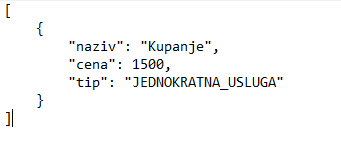 [
    {
        "naziv": "Kupanje",
        "cena": 1500,
        "tip": "JEDNOKRATNA_USLUGA"
    }
]